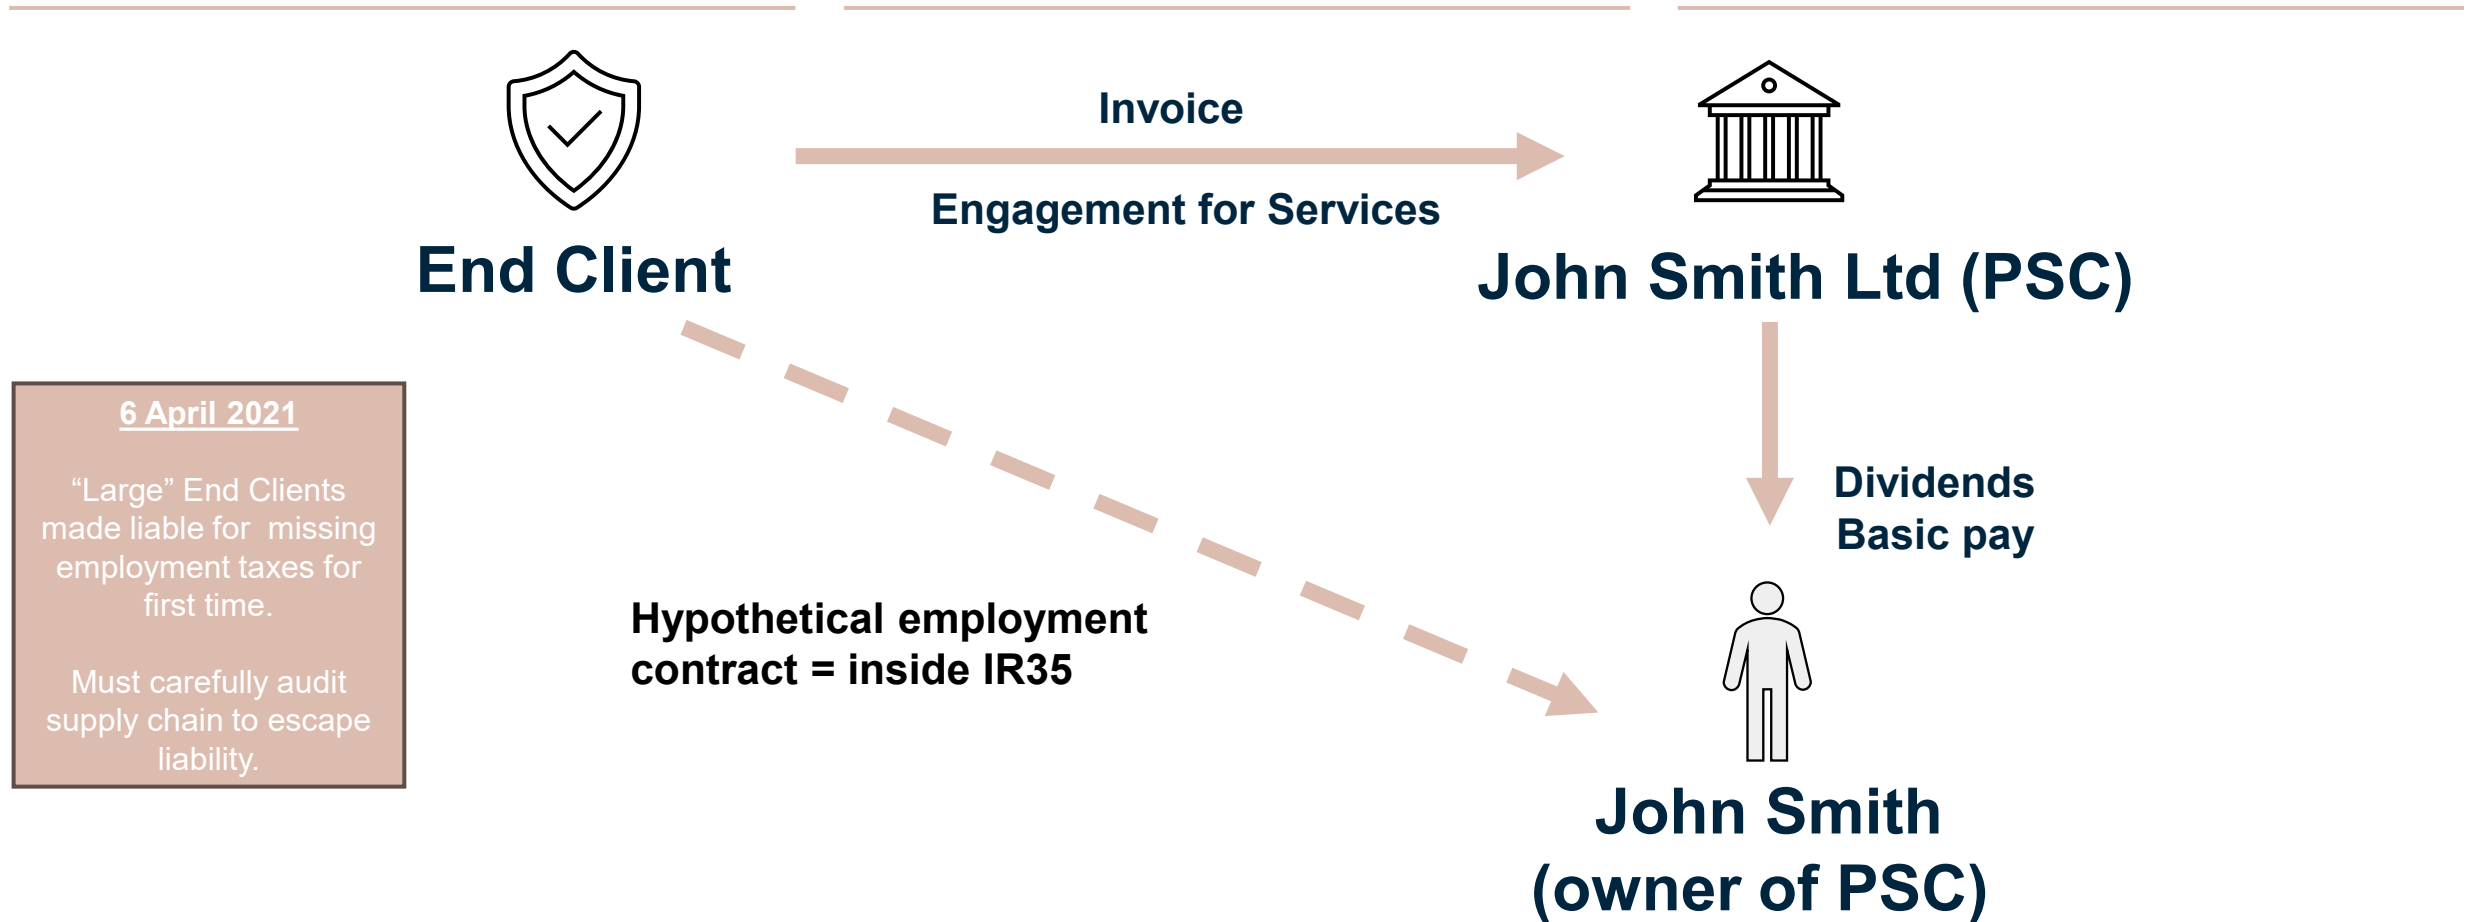 Invoice
Engagement for Services
End Client
John Smith Ltd (PSC)
6 April 2021
“Large” End Clients
made liable for  missing
employment taxes for
first time.
Must carefully audit
supply chain to escape
liability.
Dividends
Basic pay
Hypothetical employment
contract = inside IR35
John Smith
(owner of PSC)